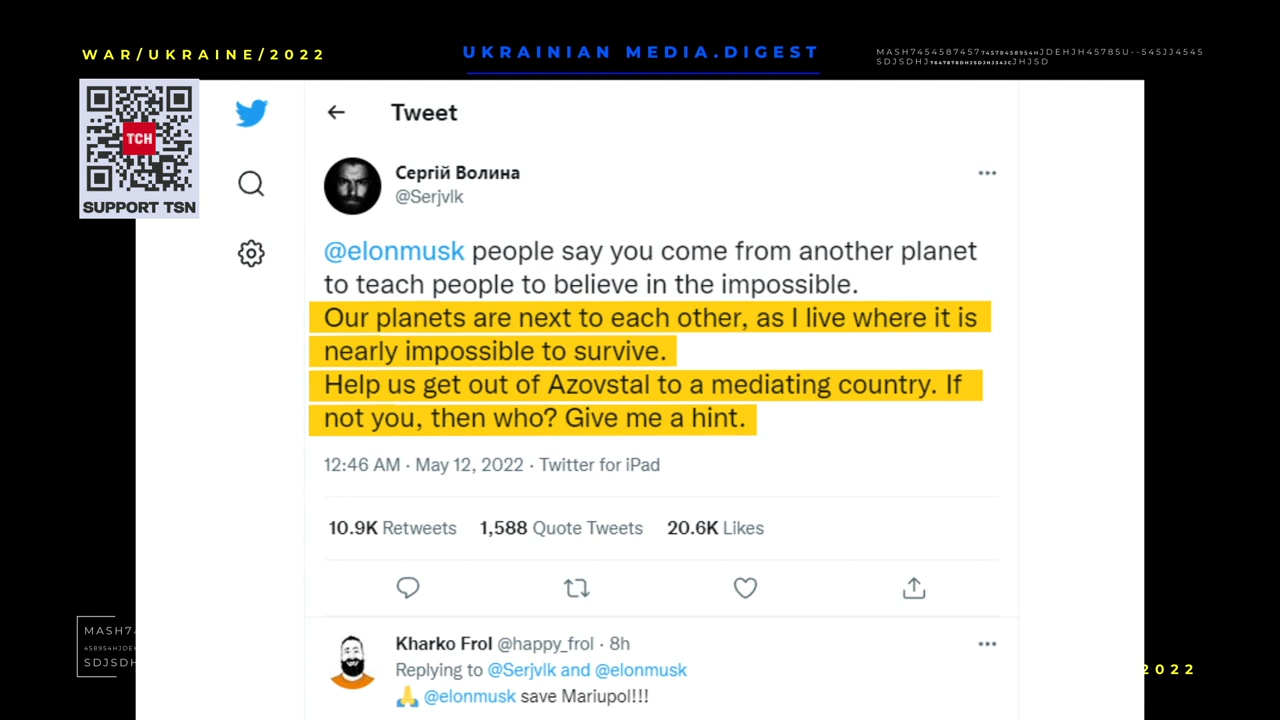 WAR/UKRAINE/2022
UKRAINIAN MEDIA.DIGEST
TCH
SUPPORT TSN
Tweet
Сергій Волина
@Serjvlk
@elonmusk people say you come from another planet
to teach people to believe in the impossible.
Our planets are next to each other, as I live where it is
nearly impossible to survive.
Help us get out of Azovstal to a mediating country. If
not you, then who? Give me a hint.
12:46 AM · May 12, 2022 · Twitter for iPad
10.9K Retweets 1,588 Quote Tweets 20.6K Likes
Kharko Frol @happy_frol · 8h
Replying to @Serjvlk and @elonmusk
🙏 @elonmusk save Mariupol!!!
MASH7
SDJSDH
2022